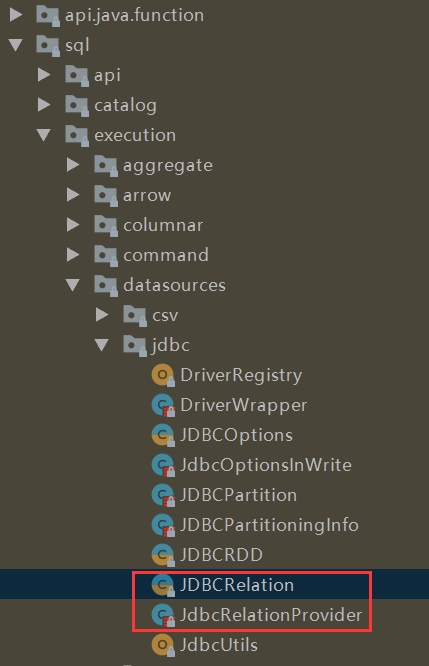 api.java.function
sql
api
catalog
execution
aggregate
arrow
columnar
command
datasources
csv
jdbc
DriverRegistry
DriverWrapper
JDBCOptions
JdbcOptionsInWrite
JDBCPartition
JDBCPartitioningInfo
JDBCRDD
JDBCRelation
JdbcRelationProvider
JdbcUtils